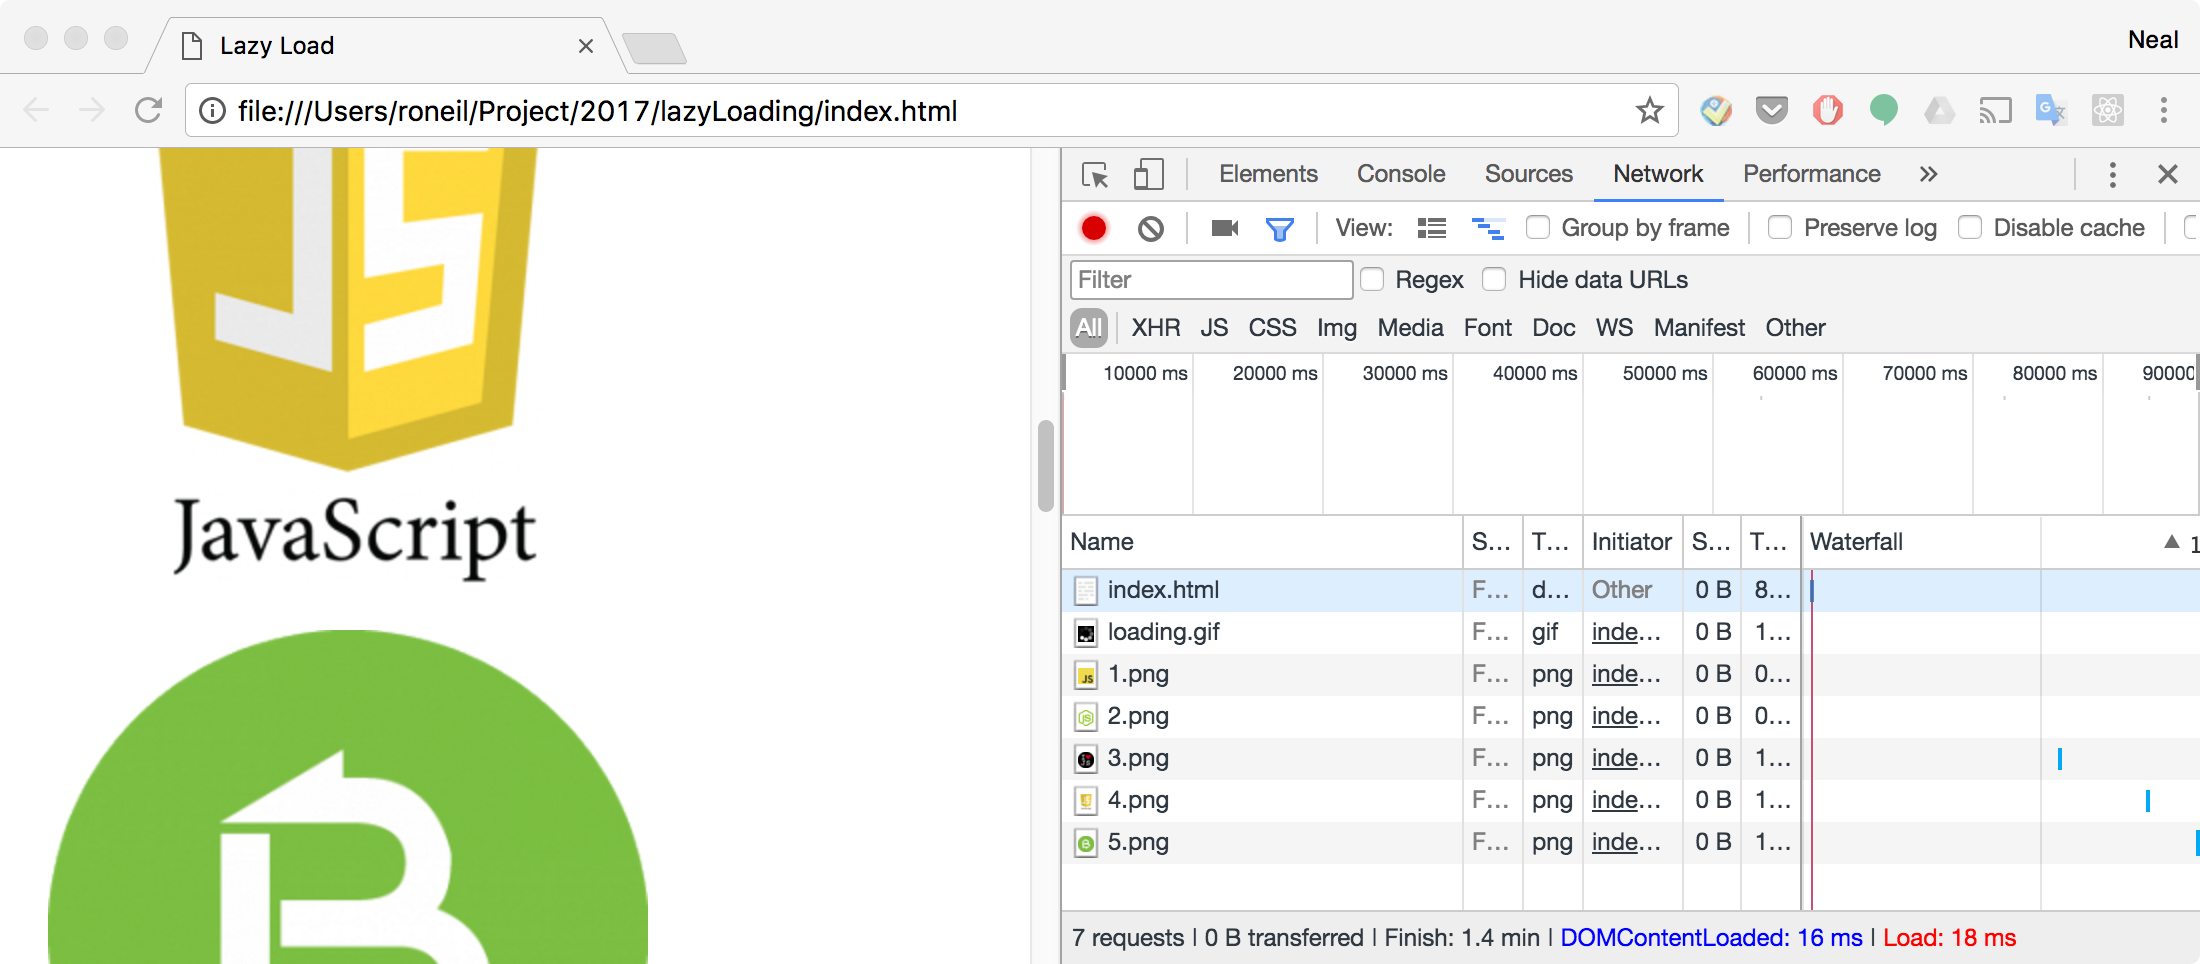 Lazy Load
Neal
file:///Users/roneil/Project/2017/lazyLoading/index.html
JS
JavaScript
B
Elements Console Sources Network Performance »
View: Group by frame Preserve log Disable cache
Filter Regex Hide data URLs
All XHR JS CSS Img Media Font Doc WS Manifest Other
10000 ms 20000 ms 30000 ms 40000 ms 50000 ms 60000 ms 70000 ms 80000 ms 90000
Name S... T... Initiator S... T... Waterfall 1
index.html F... d... Other 0 B 8...
loading.gif F... gif inde... 0 B 1...
1.png F... png inde... 0 B 0...
2.png F... png inde... 0 B 0...
3.png F... png inde... 0 B 1...
4.png F... png inde... 0 B 1...
5.png F... png inde... 0 B 1...
7 requests | 0 B transferred | Finish: 1.4 min | DOMContentLoaded: 16 ms | Load: 18 ms